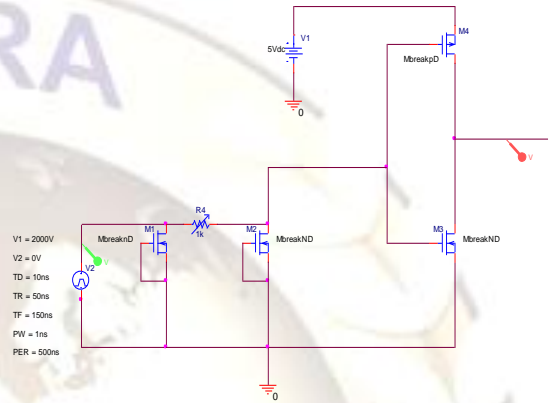 RA
M4
V1
5Vdc
MbreakpD
0
R4
M1
M2
M3
MbreaknD
1k
MbreakND
MbreakND
V1 = 2000V
V2 = 0V
V2
TD = 10ns
TR = 50ns
TF = 150ns
PW = 1ns
PER = 500ns
V
V
0